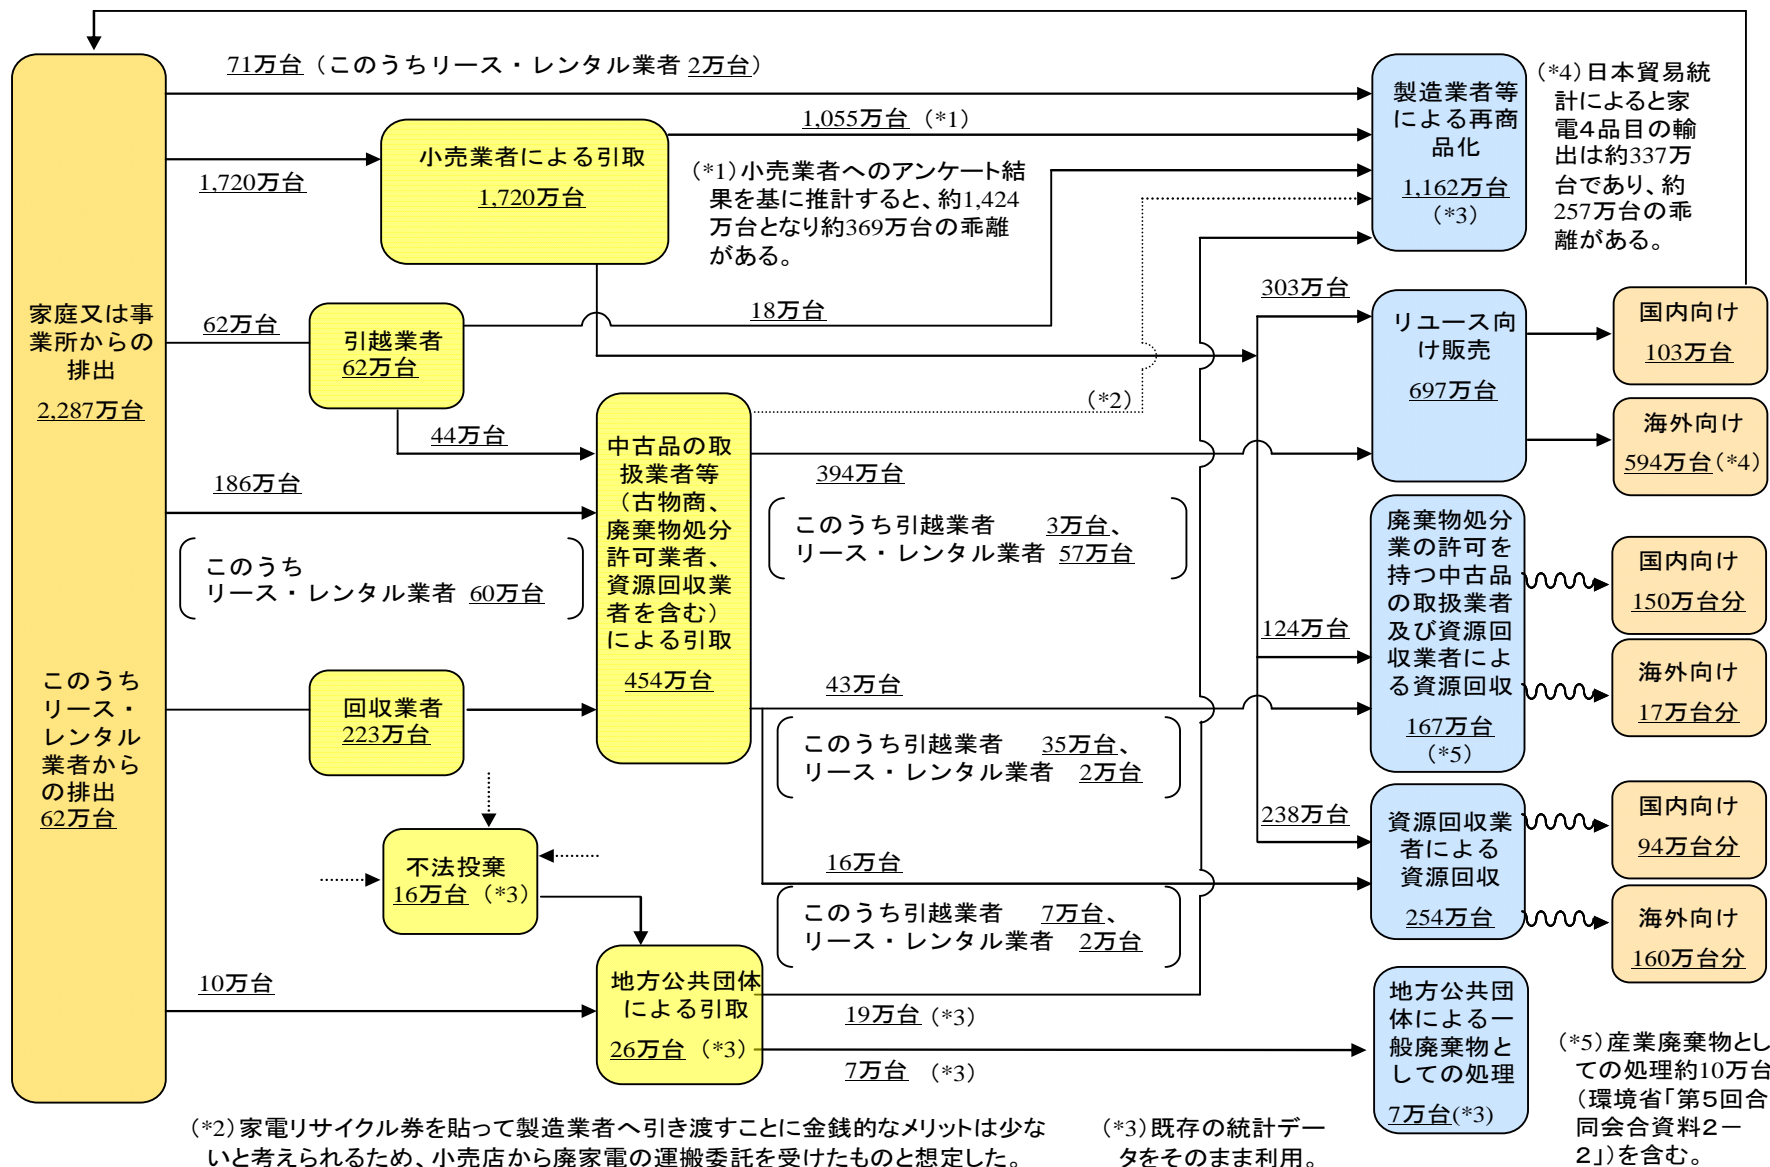 71万台（このうちリース・レンタル業者 2万台）
1,720万台
小売業者による引取
1,720万台
1,055万台（*1）
（*1）小売業者へのアンケート結
果を基に推計すると、約1,424
万台となり約369万台の乖離
がある。
製造業者等
による再商
品化
1,162万台
（*3）
（*4）日本貿易統
計によると家
電4品目の輸
出は約337万
台であり、約
257万台の乖
離がある。
家庭又は事
業所からの
排出
2,287万台
このうち
リース・
レンタル
業者から
の排出
62万台
62万台
引越業者
62万台
18万台
44万台
303万台
リユース向
け販売
697万台
国内向け
103万台
海外向け
594万台（*4）
（*2）
中古品の取
扱業者等
（古物商、
廃棄物処分
許可業者、
資源回収業
者を含む）
による引取
454万台
186万台
このうち
リース・レンタル業者 60万台
394万台
このうち引越業者 3万台、
リース・レンタル業者 57万台
124万台
廃棄物処分
業の許可を
持つ中古品
の取扱業者
及び資源回
収業者によ
る資源回収
167万台
（*5）
国内向け
150万台分
海外向け
17万台分
回収業者
223万台
43万台
このうち引越業者 35万台、
リース・レンタル業者 2万台
238万台
資源回収業
者による
資源回収
254万台
国内向け
94万台分
海外向け
160万台分
不法投棄
16万台（*3）
16万台
このうち引越業者 7万台、
リース・レンタル業者 2万台
10万台
地方公共団体
による引取
26万台（*3）
19万台（*3）
7万台（*3）
地方公共団
体による一
般廃棄物と
しての処理
7万台(*3)
（*5）産業廃棄物とし
ての処理約10万台
（環境省「第5回合
同会合資料2－
2」）を含む。
（*2）家電リサイクル券を貼って製造業者へ引き渡すことに金銭的なメリットは少な
いと考えられるため、小売店から廃家電の運搬委託を受けたものと想定した。
（*3）既存の統計デー
タをそのまま利用。